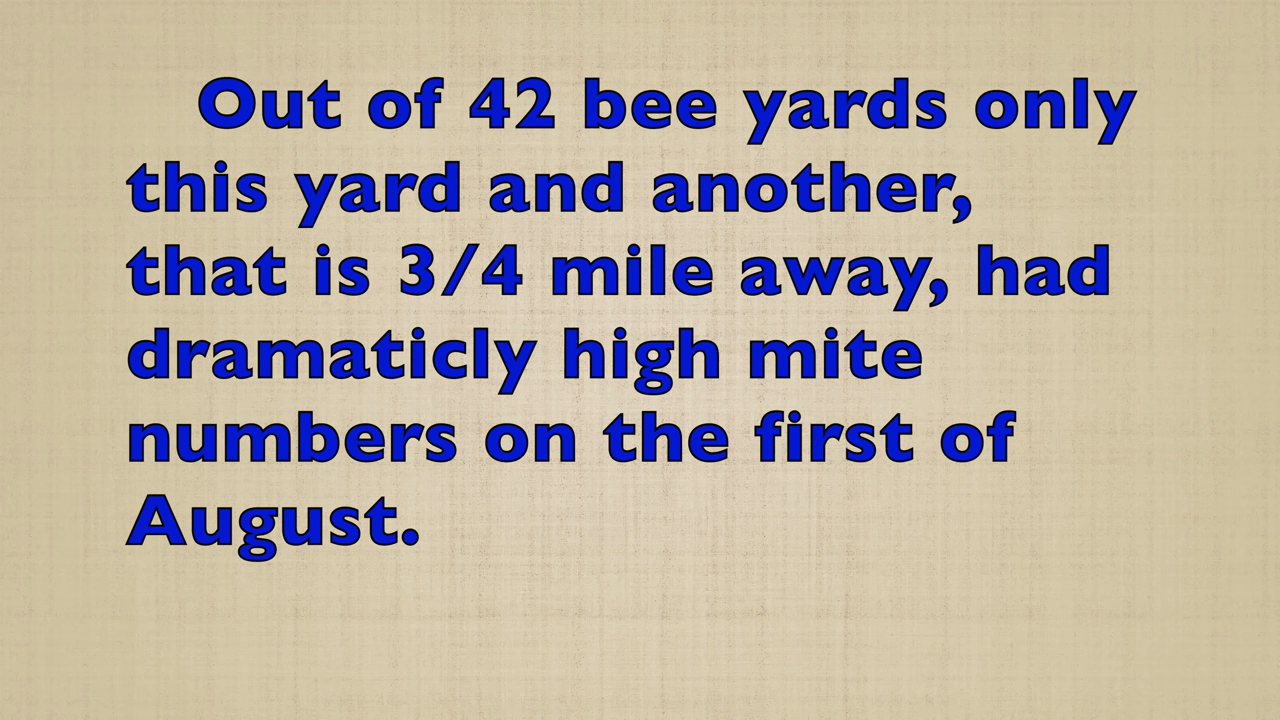 Out of 42 bee yards only
this yard and another,
that is 3/4 mile away, had
dramaticly high mite
numbers on the first of
August.